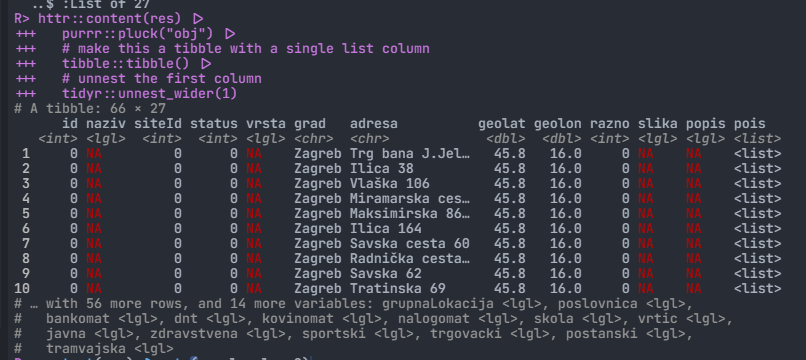 ..$ :List of 27
R> httr::content(res) |>
+++   purrr::pluck("obj") |>
+++   # make this a tibble with a single list column
+++   tibble::tibble() |>
+++   # unnest the first column
+++   tidyr::unnest_wider(1)
# A tibble: 66 × 27
id naziv siteId status vrsta grad   adresa   geolat geolon razno slika popis pois
<int> <lgl>  <int>  <int> <lgl> <chr>  <chr>   <dbl>  <dbl> <int> <lgl> <lgl> <list>
1     0 NA         0      0 NA    Zagreb Trg bana J.Jel…   45.8   16.0     0 NA    NA    <list>
2     0 NA         0      0 NA    Zagreb Ilica 38   45.8   16.0     0 NA    NA    <list>
3     0 NA         0      0 NA    Zagreb Vlaška 106   45.8   16.0     0 NA    NA    <list>
4     0 NA         0      0 NA    Zagreb Miramarska ces…   45.8   16.0     0 NA    NA    <list>
5     0 NA         0      0 NA    Zagreb Maksimirska 86…   45.8   16.0     0 NA    NA    <list>
6     0 NA         0      0 NA    Zagreb Ilica 164   45.8   16.0     0 NA    NA    <list>
7     0 NA         0      0 NA    Zagreb Savska cesta 60   45.8   16.0     0 NA    NA    <list>
8     0 NA         0      0 NA    Zagreb Radnička cesta…   45.8   16.0     0 NA    NA    <list>
9     0 NA         0      0 NA    Zagreb Savska 62   45.8   16.0     0 NA    NA    <list>
10     0 NA         0      0 NA    Zagreb Tratinska 69   45.8   16.0     0 NA    NA    <list>
# … with 56 more rows, and 14 more variables: grupnaLokacija <lgl>, poslovnica <lgl>,
#   bankomat <lgl>, dnt <lgl>, kovinomat <lgl>, nalogomat <lgl>, skola <lgl>, vrtic <lgl>,
#   javna <lgl>, zdravstvena <lgl>, sportski <lgl>, trgovacki <lgl>, postanski <lgl>,
#   tramvajska <lgl>